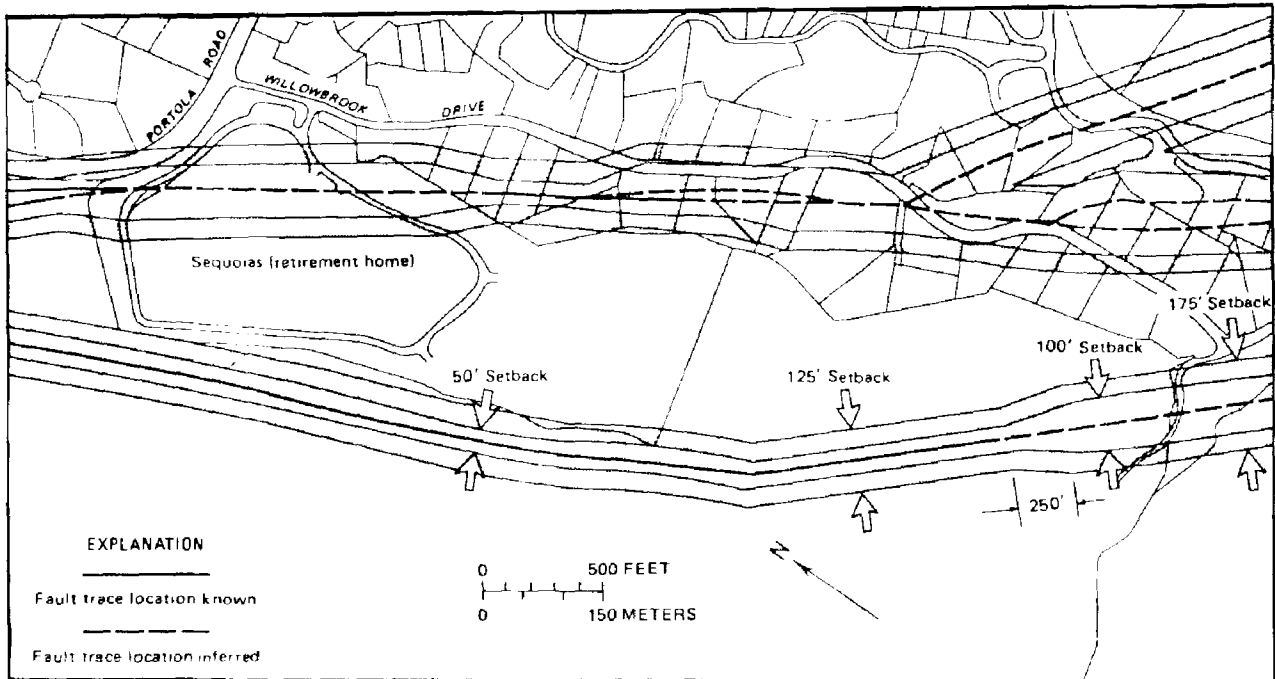 PORTOLA ROAD
WILLOWBROOK DRIVE
Sequoias (retirement home)
175' Setback
100' Setback
50' Setback
125' Setback
250'
EXPLANATION
Fault trace location known
Fault trace location inferred
0 500 FEET
0 150 METERS
N